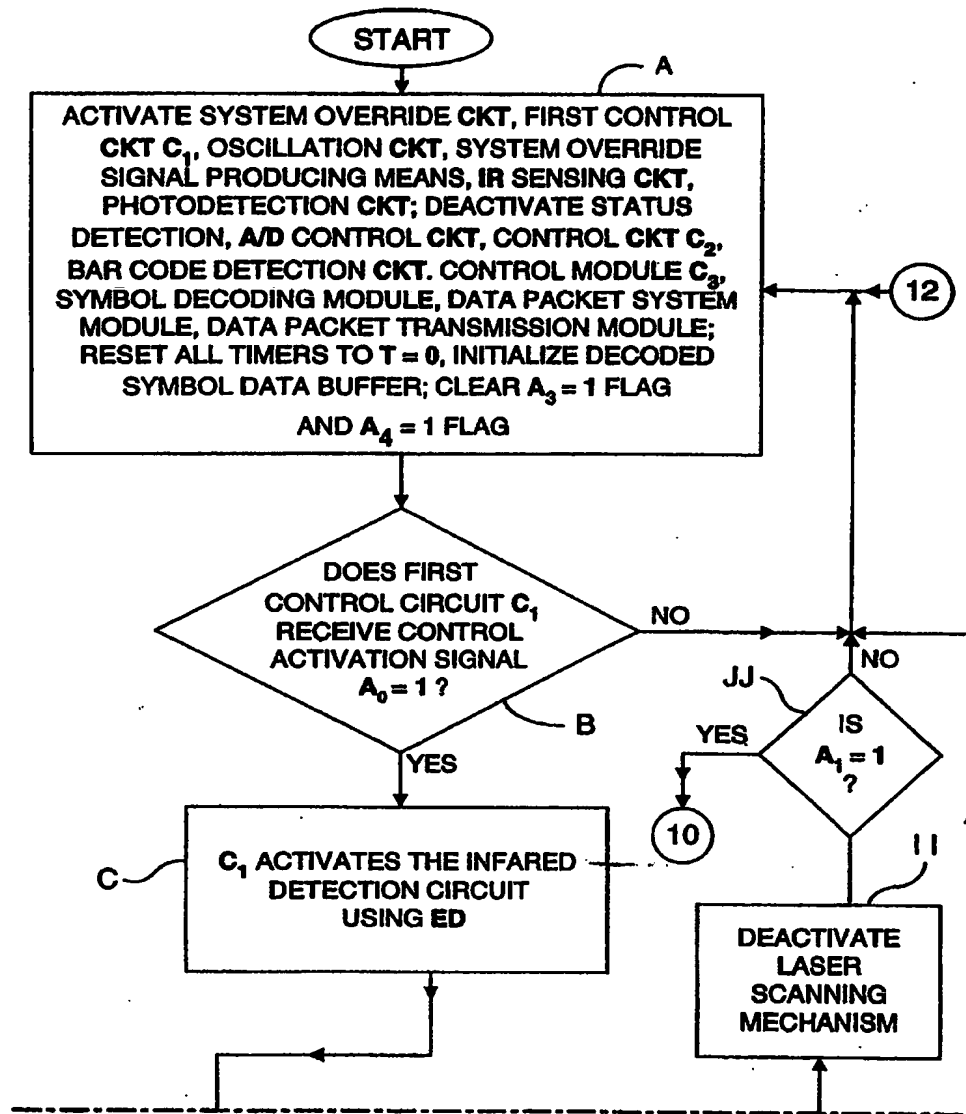 START
A
ACTIVATE SYSTEM OVERRIDE CKT, FIRST CONTROL
CKT C₁, OSCILLATION CKT, SYSTEM OVERRIDE
SIGNAL PRODUCING MEANS, IR SENSING CKT,
PHOTODETECTION CKT; DEACTIVATE STATUS
DETECTION, A/D CONTROL CKT, CONTROL CKT C₂,
BAR CODE DETECTION CKT. CONTROL MODULE C₃,
SYMBOL DECODING MODULE, DATA PACKET SYSTEM
MODULE, DATA PACKET TRANSMISSION MODULE;
RESET ALL TIMERS TO T = 0, INITIALIZE DECODED
SYMBOL DATA BUFFER; CLEAR A₃ = 1 FLAG
AND A₄ = 1 FLAG
12
DOES FIRST
CONTROL CIRCUIT C₁
RECEIVE CONTROL
ACTIVATION SIGNAL
A₀ = 1 ?
NO
B
YES
NO
JJ
IS
A₁ = 1
?
YES
10
C
C₁ ACTIVATES THE INFARED
DETECTION CIRCUIT
USING ED
II
DEACTIVATE
LASER
SCANNING
MECHANISM